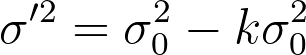 σ′² = σ₀² − kσ₀²